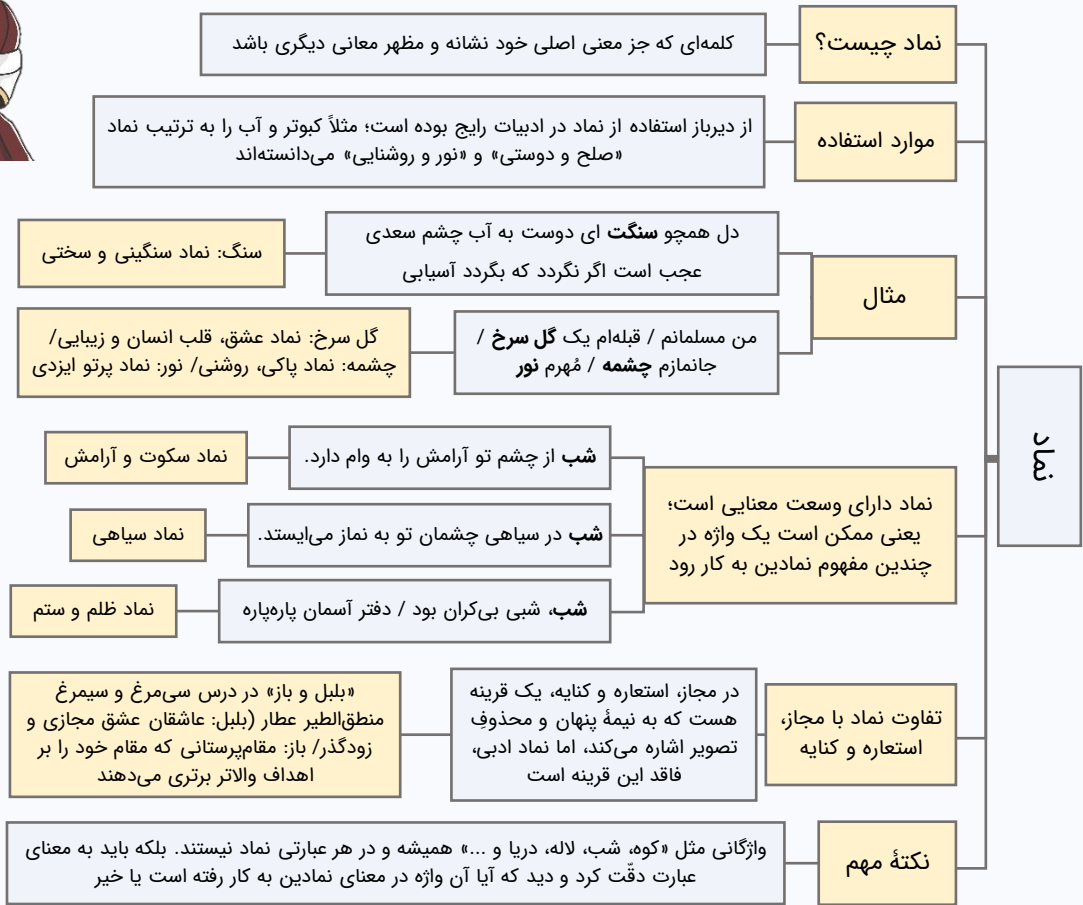 نماد
نماد چیست؟
کلمه‌ای که جز معنی اصلی خود نشانه و مظهر معانی دیگری باشد
موارد استفاده
از دیرباز استفاده از نماد در ادبیات رایج بوده است؛ مثلاً کبوتر و آب را به ترتیب نماد
«صلح و دوستی» و «نور و روشنایی» می‌دانسته‌اند
مثال
دل همچو سنگت ای دوست به آب چشم سعدی
عجب است اگر نگردد که بگردد آسیابی
سنگ: نماد سنگینی و سختی
من مسلمانم / قبله‌ام یک گل سرخ /
جانمازم چشمه / مُهرم نور
گل سرخ: نماد عشق، قلب انسان و زیبایی/
چشمه: نماد پاکی، روشنی/ نور: نماد پرتو ایزدی
نماد دارای وسعت معنایی است؛
یعنی ممکن است یک واژه در
چندین مفهوم نمادین به کار رود
شب از چشم تو آرامش را به وام دارد.
نماد سکوت و آرامش
شب در سیاهی چشمان تو به نماز می‌ایستد.
نماد سیاهی
شب، شبی بی‌کران بود / دفتر آسمان پاره‌پاره
نماد ظلم و ستم
تفاوت نماد با مجاز،
استعاره و کنایه
در مجاز، استعاره و کنایه، یک قرینه
هست که به نیمهٔ پنهان و محذوفِ
تصویر اشاره می‌کند، اما نماد ادبی،
فاقد این قرینه است
«بلبل و باز» در درس سی‌مرغ و سیمرغ
منطق‌الطیر عطار (بلبل: عاشقان عشق مجازی و
زودگذر/ باز: مقام‌پرستانی که مقام خود را بر
اهداف والاتر برتری می‌دهند
نکتهٔ مهم
واژگانی مثل «کوه، شب، لاله، دریا و ...» همیشه و در هر عبارتی نماد نیستند. بلکه باید به معنای
عبارت دقّت کرد و دید که آیا آن واژه در معنای نمادین به کار رفته است یا خیر